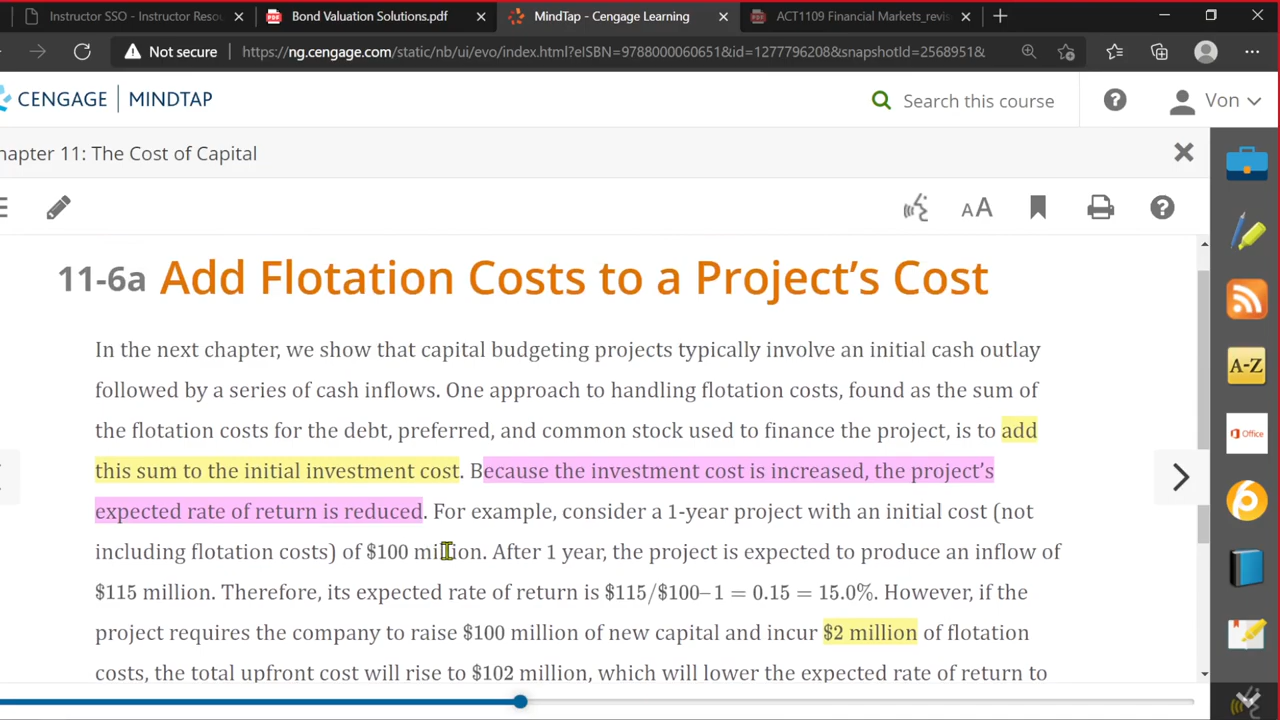 Instructor SSO - Instructor Resou
Bond Valuation Solutions.pdf
MindTap - Cengage Learning
ACT1109 Financial Markets_revis
Not secure
https://ng.cengage.com/static/nb/ui/evo/index.html?eISBN=9788000060651&id=1277796208&snapshotId=2568951&
CENGAGE | MINDTAP
Search this course
Von
hapter 11: The Cost of Capital
AA
11-6a Add Flotation Costs to a Project’s Cost
In the next chapter, we show that capital budgeting projects typically involve an initial cash outlay
followed by a series of cash inflows. One approach to handling flotation costs, found as the sum of
the flotation costs for the debt, preferred, and common stock used to finance the project, is to add
this sum to the initial investment cost. Because the investment cost is increased, the project’s
expected rate of return is reduced. For example, consider a 1-year project with an initial cost (not
including flotation costs) of $100 million. After 1 year, the project is expected to produce an inflow of
$115 million. Therefore, its expected rate of return is $115/$100–1 = 0.15 = 15.0%. However, if the
project requires the company to raise $100 million of new capital and incur $2 million of flotation
costs, the total upfront cost will rise to $102 million, which will lower the expected rate of return to
A-Z
Office